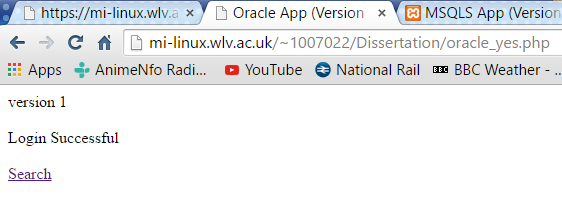 https://mi-linux.wlv.a
Oracle App (Version
MSQLS App (Version
mi-linux.wlv.ac.uk/~1007022/Dissertation/oracle_yes.php
Apps AnimeNfo Radi... YouTube National Rail BBC BBC Weather - ...
version 1
Login Successful
Search